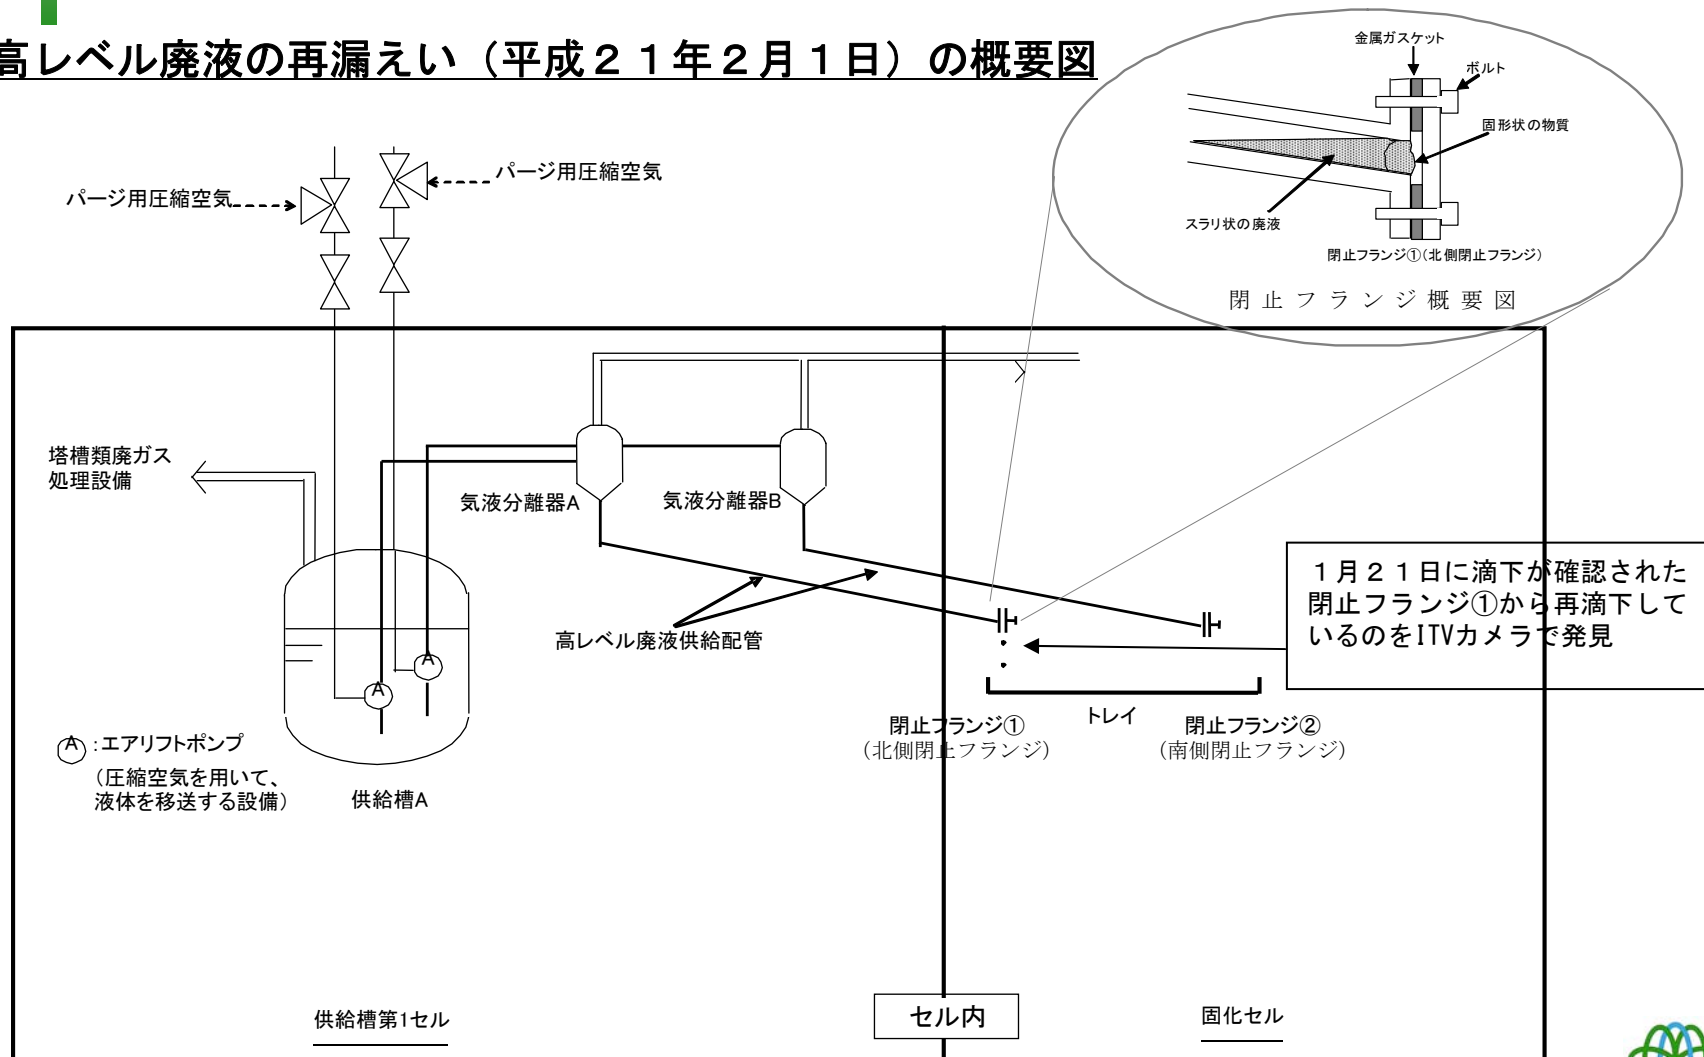 高レベル廃液の再漏えい（平成２１年２月１日）の概要図
金属ガスケット
ボルト
固形状の物質
スラリ状の廃液
閉止フランジ①(北側閉止フランジ)
閉止フランジ概要図
パージ用圧縮空気
パージ用圧縮空気
塔槽類廃ガス
処理設備
気液分離器A
気液分離器B
高レベル廃液供給配管
１月２１日に滴下が確認された
閉止フランジ①から再滴下して
いるのをITVカメラで発見
A
A
閉止フランジ①
(北側閉止フランジ)
トレイ
閉止フランジ②
(南側閉止フランジ)
A :エアリフトポンプ
(圧縮空気を用いて、
液体を移送する設備)
供給槽A
供給槽第1セル
セル内
固化セル